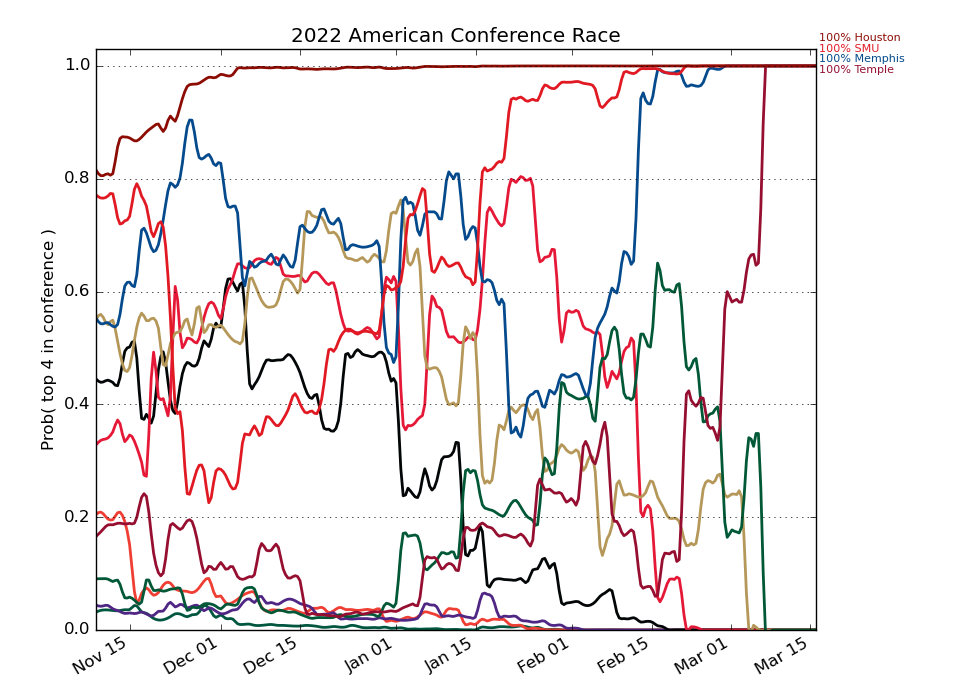 2022 American Conference Race
100% Houston
100% SMU
100% Memphis
100% Temple
Prob( top 4 in conference )
1.0
0.8
0.6
0.4
0.2
0.0
Nov 15
Dec 01
Dec 15
Jan 01
Jan 15
Feb 01
Feb 15
Mar 01
Mar 15